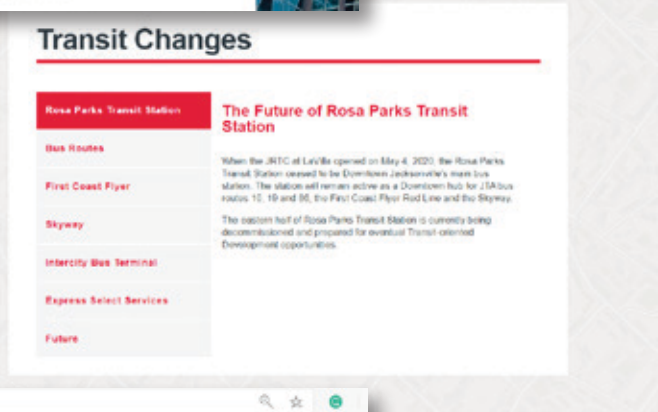 Transit Changes
Rosa Parks Transit Station
Bus Routes
First Coast Flyer
Skyway
Intercity Bus Terminal
Express Select Services
Future
The Future of Rosa Parks Transit
Station
When the JRTC at LaVilla opened on May 4, 2020, the Rosa Parks
Transit Station ceased to be Downtown Jacksonville's main bus
station. The station will remain active as a Downtown hub for JTA bus
routes 10, 19 and the First Coast Flyer Red Line and the Skyway.
The eastern half of Rosa Parks Transit Station is currently being
decommissioned and prepared for eventual Transit-oriented
Development opportunities.